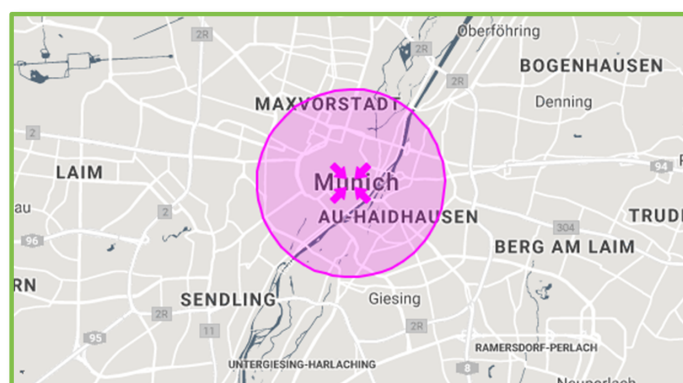 2R
Oberföhring
2R
BOGENHAUSEN
2R
MAXVORSTADT
Denning
2
94
LAIM
Munich
au
2
AU-HAIDHAUSEN
TRUD
304
96
BERG AM LAIM
RN
SENDLING
Giesing
2R
2R
11
95
RAMERSDORF-PERLACH
UNTERGIESING-HARLACHING
8
Neuperlach